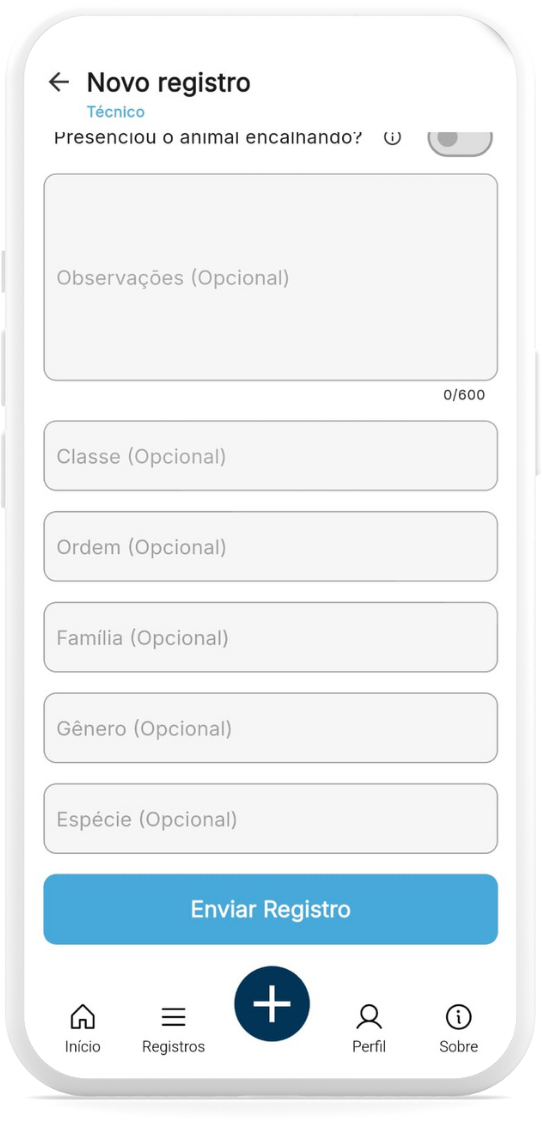 Novo registro
Técnico
Presenciou o animal encalhando?
Observações (Opcional)
0/600
Classe (Opcional)
Ordem (Opcional)
Família (Opcional)
Gênero (Opcional)
Espécie (Opcional)
Enviar Registro
Início
Registros
Perfil
Sobre